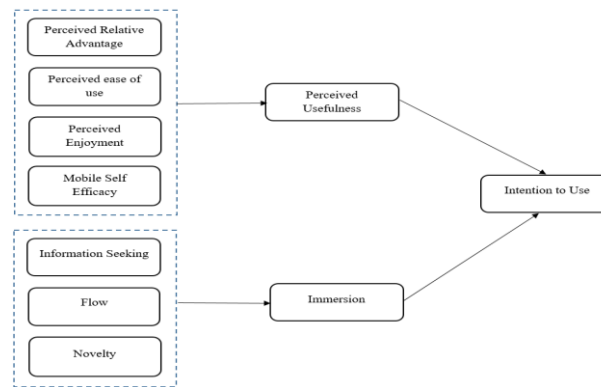 Perceived Relative
Advantage
Perceived ease of
use
Perceived
Enjoyment
Mobile Self
Efficacy
Perceived
Usefulness
Intention to Use
Information Seeking
Flow
Novelty
Immersion